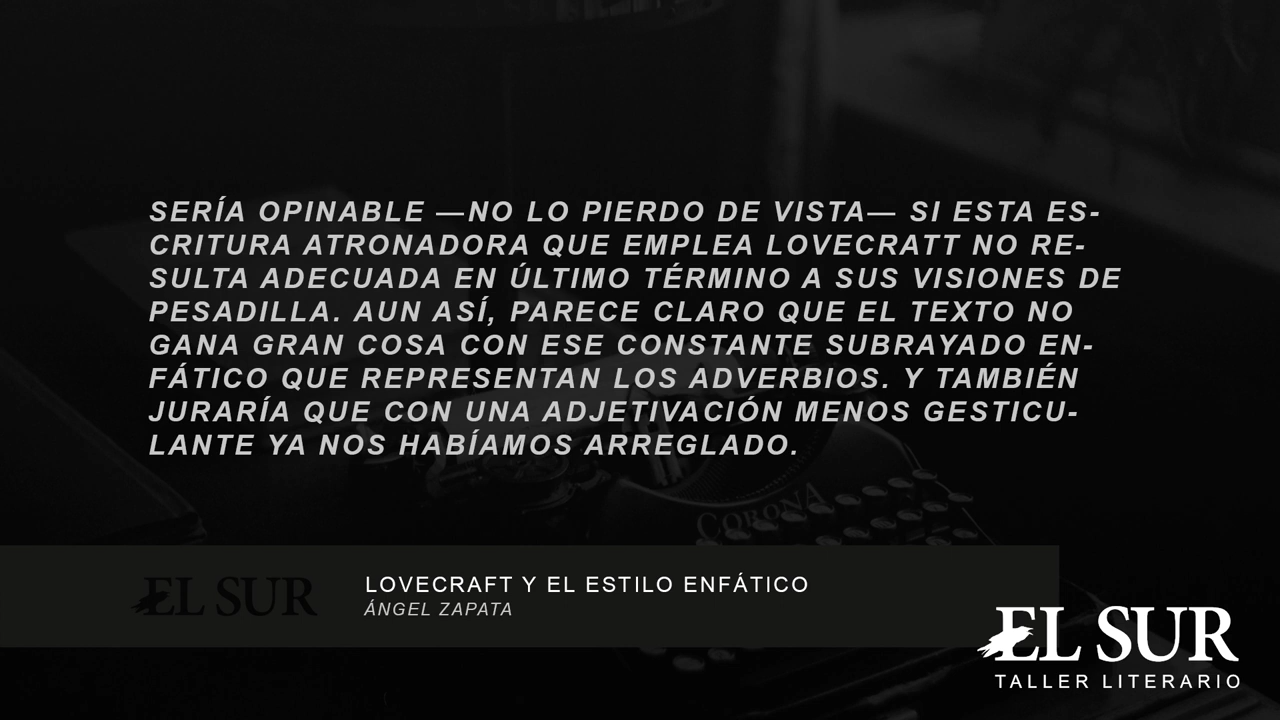 SERÍA OPINABLE —NO LO PIERDO DE VISTA— SI ESTA ES-
CRITURA ATRONADORA QUE EMPLEA LOVECRATT NO RE-
SULTA ADECUADA EN ÚLTIMO TÉRMINO A SUS VISIONES DE
PESADILLA. AUN ASÍ, PARECE CLARO QUE EL TEXTO NO
GANA GRAN COSA CON ESE CONSTANTE SUBRAYADO EN-
FÁTICO QUE REPRESENTAN LOS ADVERBIOS. Y TAMBIÉN
JURARÍA QUE CON UNA ADJETIVACIÓN MENOS GESTICU-
LANTE YA NOS HABÍAMOS ARREGLADO.
CORONA
EL SUR
LOVECRAFT Y EL ESTILO ENFÁTICO
ÁNGEL ZAPATA
EL SUR
TALLER LITERARIO